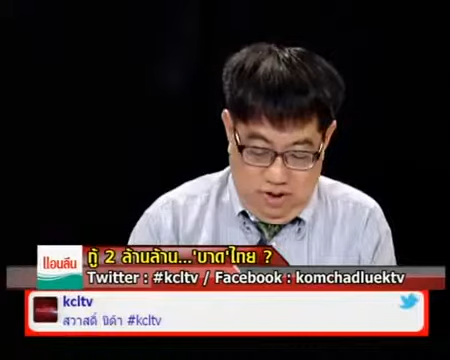 แอนลีน
กู้ 2 ล้านล้าน...'บาด'ไทย ?
Twitter : #kcltv / Facebook : komchadluektv
kcltv
สวาสดี๋ นิด้า #kcltv